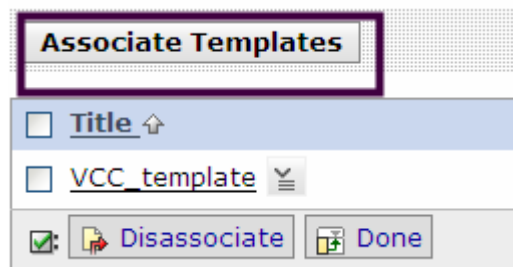 Associate Templates
Title
VCC_template
: Disassociate Done